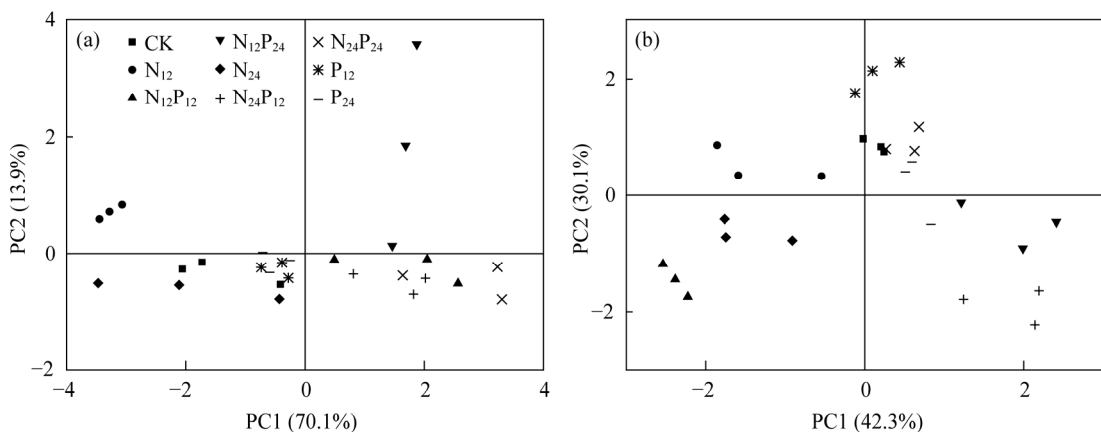 (a)
CK
N₁₂P₂₄
N₂₄P₂₄
N₁₂
N₂₄
P₁₂
N₁₂P₁₂
N₂₄P₁₂
P₂₄
4
2
0
−2
PC2 (13.9%)
−4
−2
0
2
4
PC1 (70.1%)
(b)
2
0
−2
PC2 (30.1%)
−2
0
2
PC1 (42.3%)